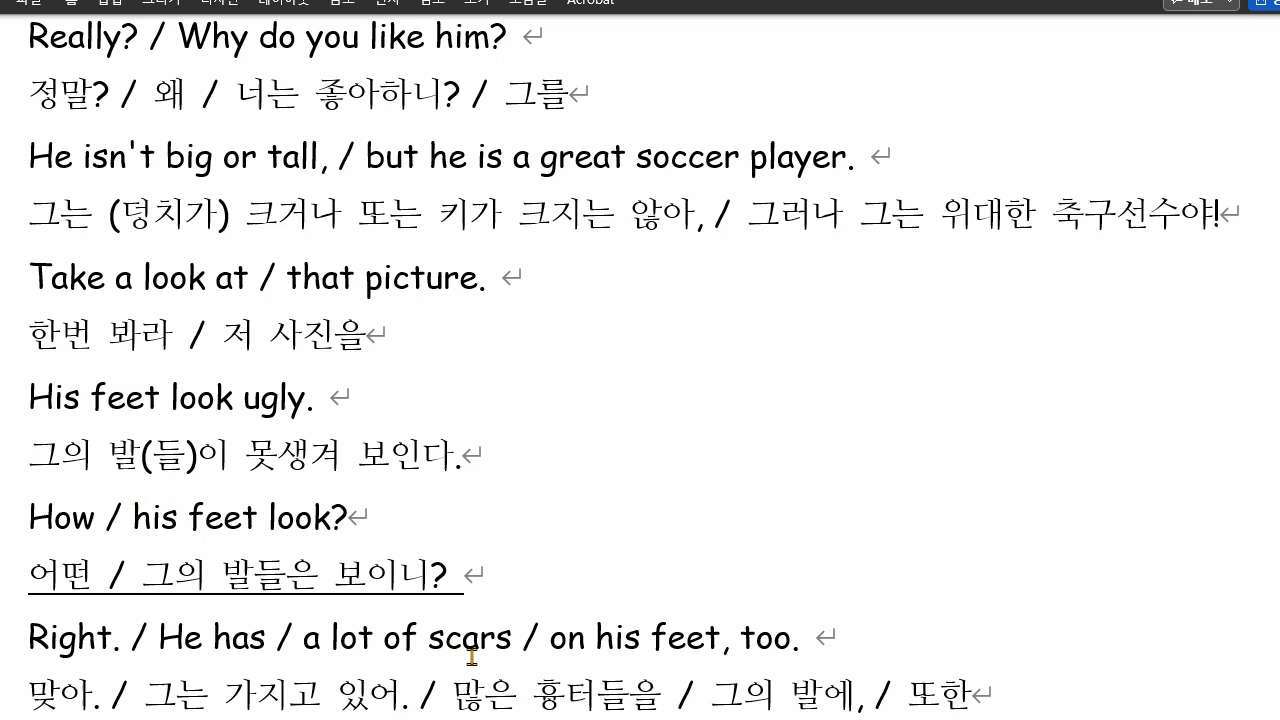 Acrobat
Really? / Why do you like him?
정말? / 왜 / 너는 좋아하니? / 그를
He isn't big or tall, / but he is a great soccer player.
그는 (덩치가) 크거나 또는 키가 크지는 않아, / 그러나 그는 위대한 축구선수야!
Take a look at / that picture.
한번 봐라 / 저 사진을
His feet look ugly.
그의 발(들)이 못생겨 보인다.
How / his feet look?
어떤 / 그의 발들은 보이니?
Right. / He has / a lot of scars / on his feet, too.
맞아. / 그는 가지고 있어. / 많은 흉터들을 / 그의 발에, / 또한